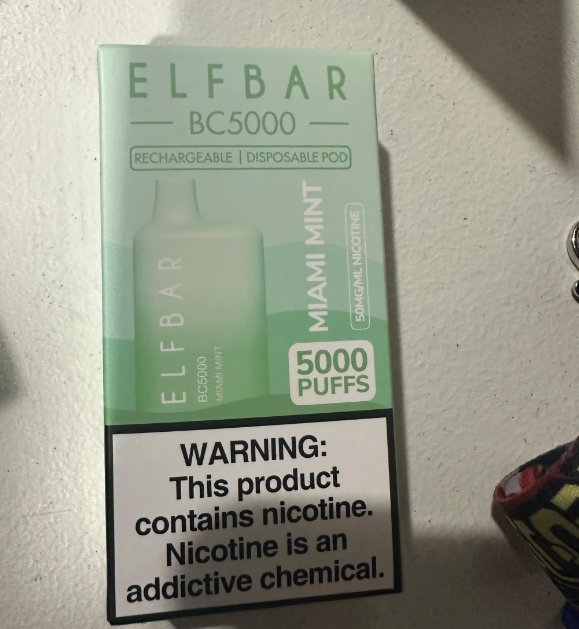 ELFBAR
BC5000
RECHARGEABLE | DISPOSABLE POD
MIAMI MINT
50MG/ML NICOTINE
ELFBAR
BC5000
MIAMI MINT
5000
PUFFS
WARNING:
This product
contains nicotine.
Nicotine is an
addictive chemical.